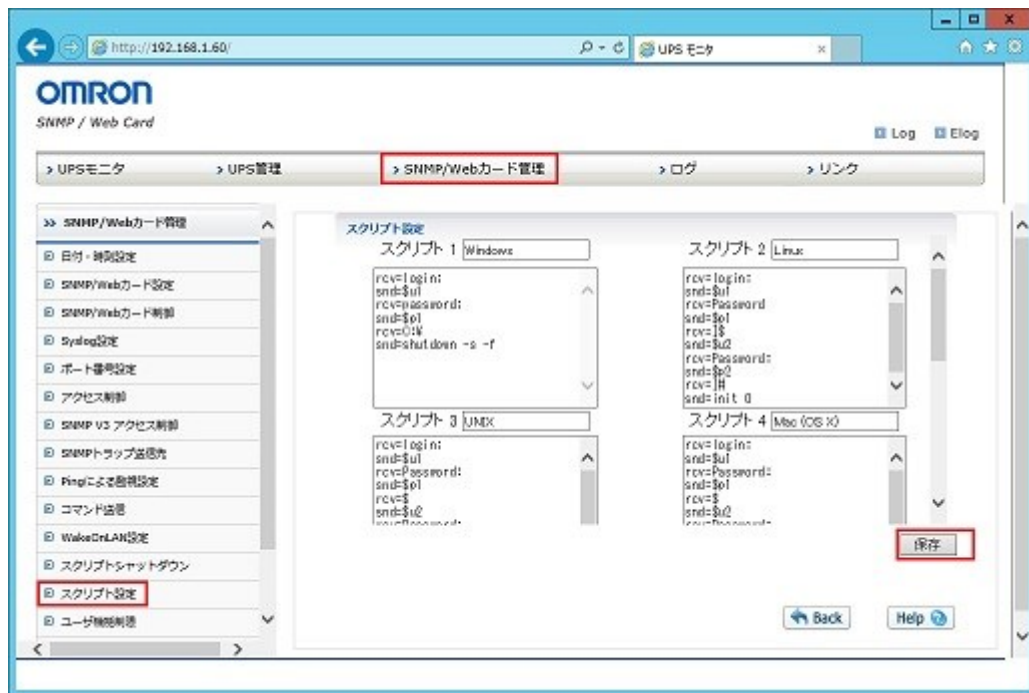 http://192.168.1.60/
UPS モニタ
OMRON
SNMP / Web Card
Log Elog
UPSモニタ UPS管理 SNMP/Webカード管理 ログ リンク
SNMP/Webカード管理
日付・時刻設定
SNMP/Webカード設定
SNMP/Webカード制御
Syslog設定
ポート番号設定
アクセス制御
SNMP V3 アクセス制御
SNMPトラップ送信先
Pingによる監視設定
コマンド送信
WakeOnLAN設定
スクリプトシャットダウン
スクリプト設定
ユーザ機能制限
スクリプト設定
スクリプト 1 Windows
rcv=login:
snd=$u1
rcv=password:
snd=$p1
rcv=C:¥
snd=shutdown -s -f
スクリプト 2 Linux
rcv=login:
snd=$u1
rcv=Password
snd=$p1
rcv=]$
snd=$u2
rcv=Password:
snd=$p2
rcv=]#
snd=init 0
スクリプト 3 UNIX
rcv=login:
snd=$u1
rcv=Password:
snd=$p1
rcv=$
snd=$u2
スクリプト 4 Mac (OS X)
rcv=login:
snd=$u1
rcv=Password:
snd=$p1
rcv=$
snd=$u2
保存
Back Help